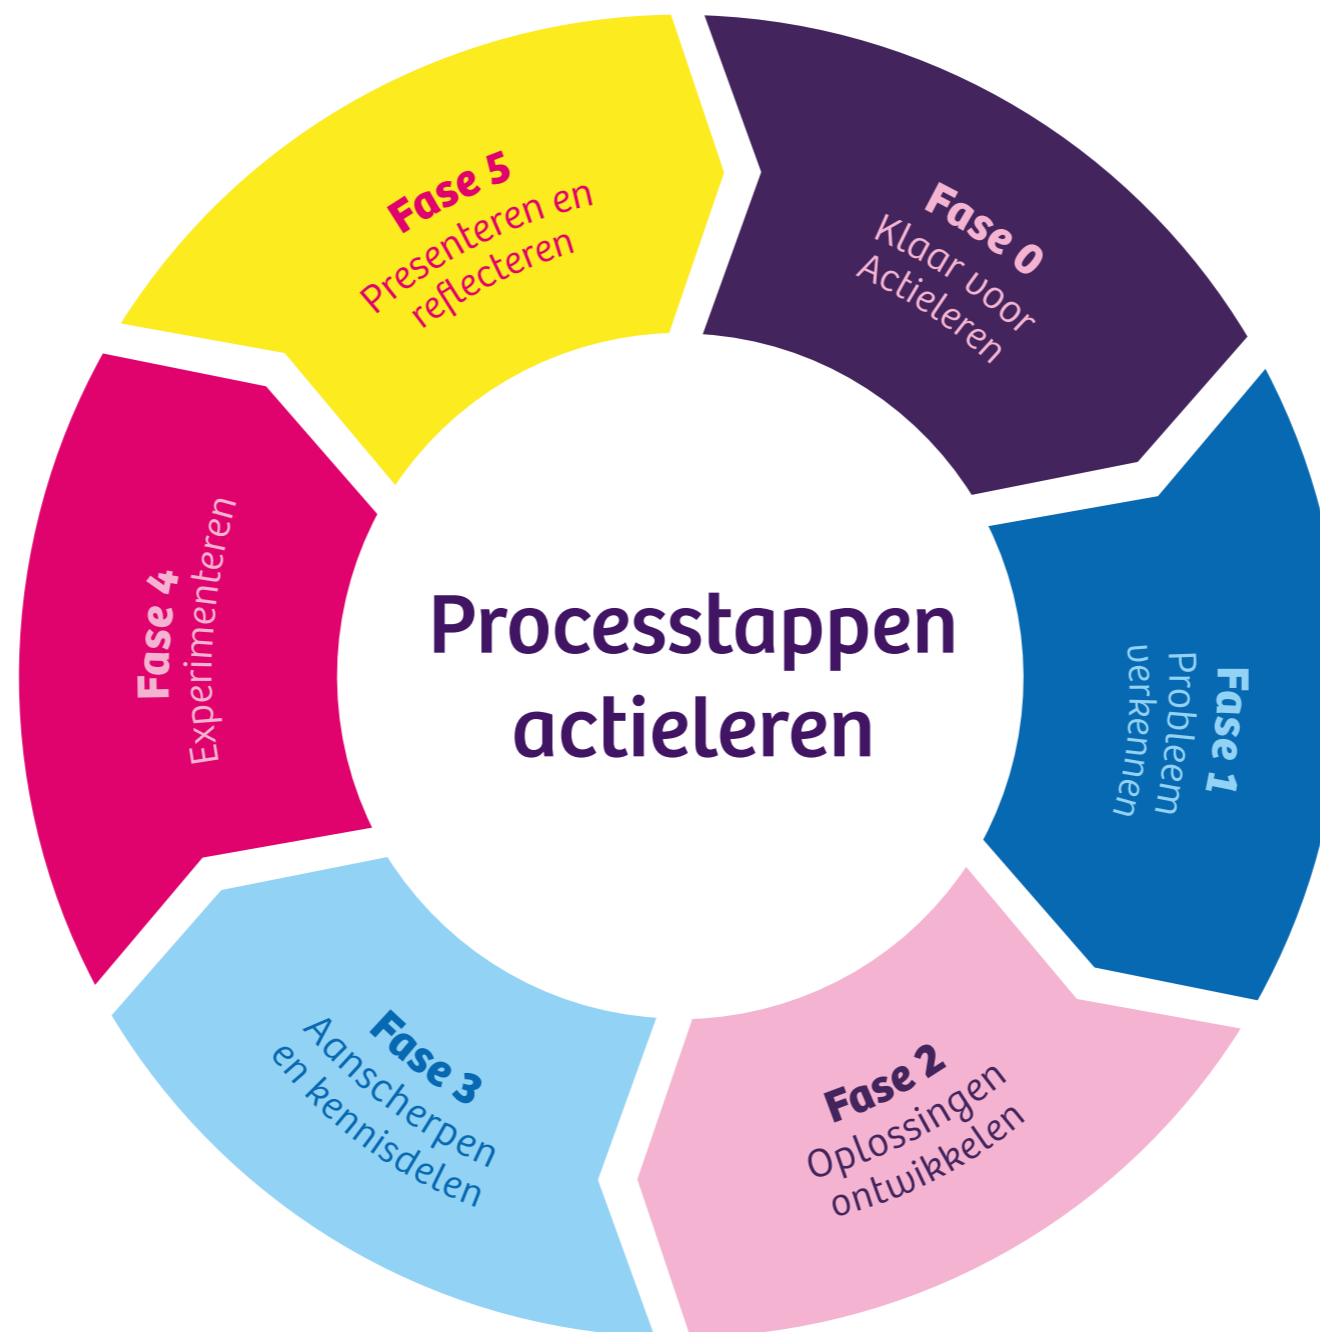 Processtappen
actieleren
Fase 0
Klaar voor
Actieleren
Fase 1
Probleem
verkennen
Fase 2
Oplossingen
ontwikkelen
Fase 3
Aanscherpen
en kennisdelen
Fase 4
Experimenteren
Fase 5
Presenteren en
reflecteren